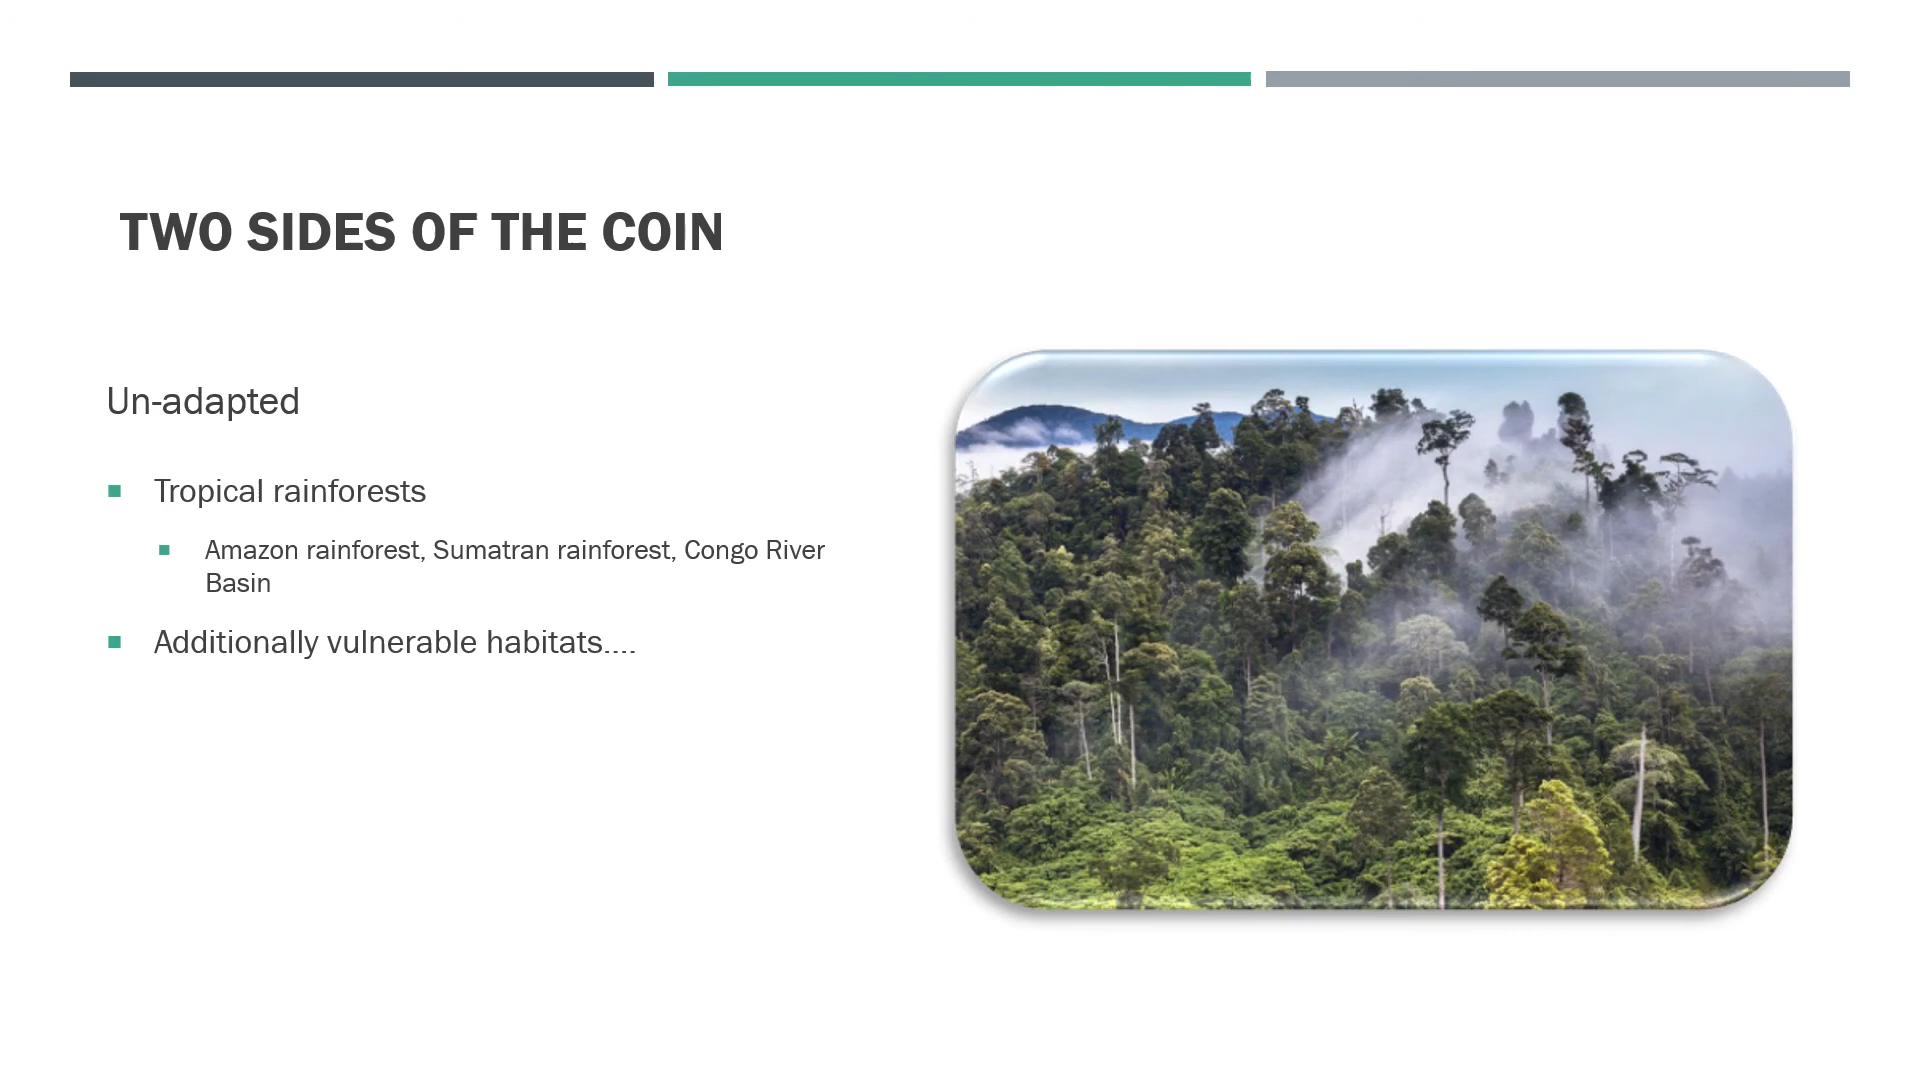 TWO SIDES OF THE COIN
Un-adapted
Tropical rainforests
Amazon rainforest, Sumatran rainforest, Congo River
Basin
Additionally vulnerable habitats....